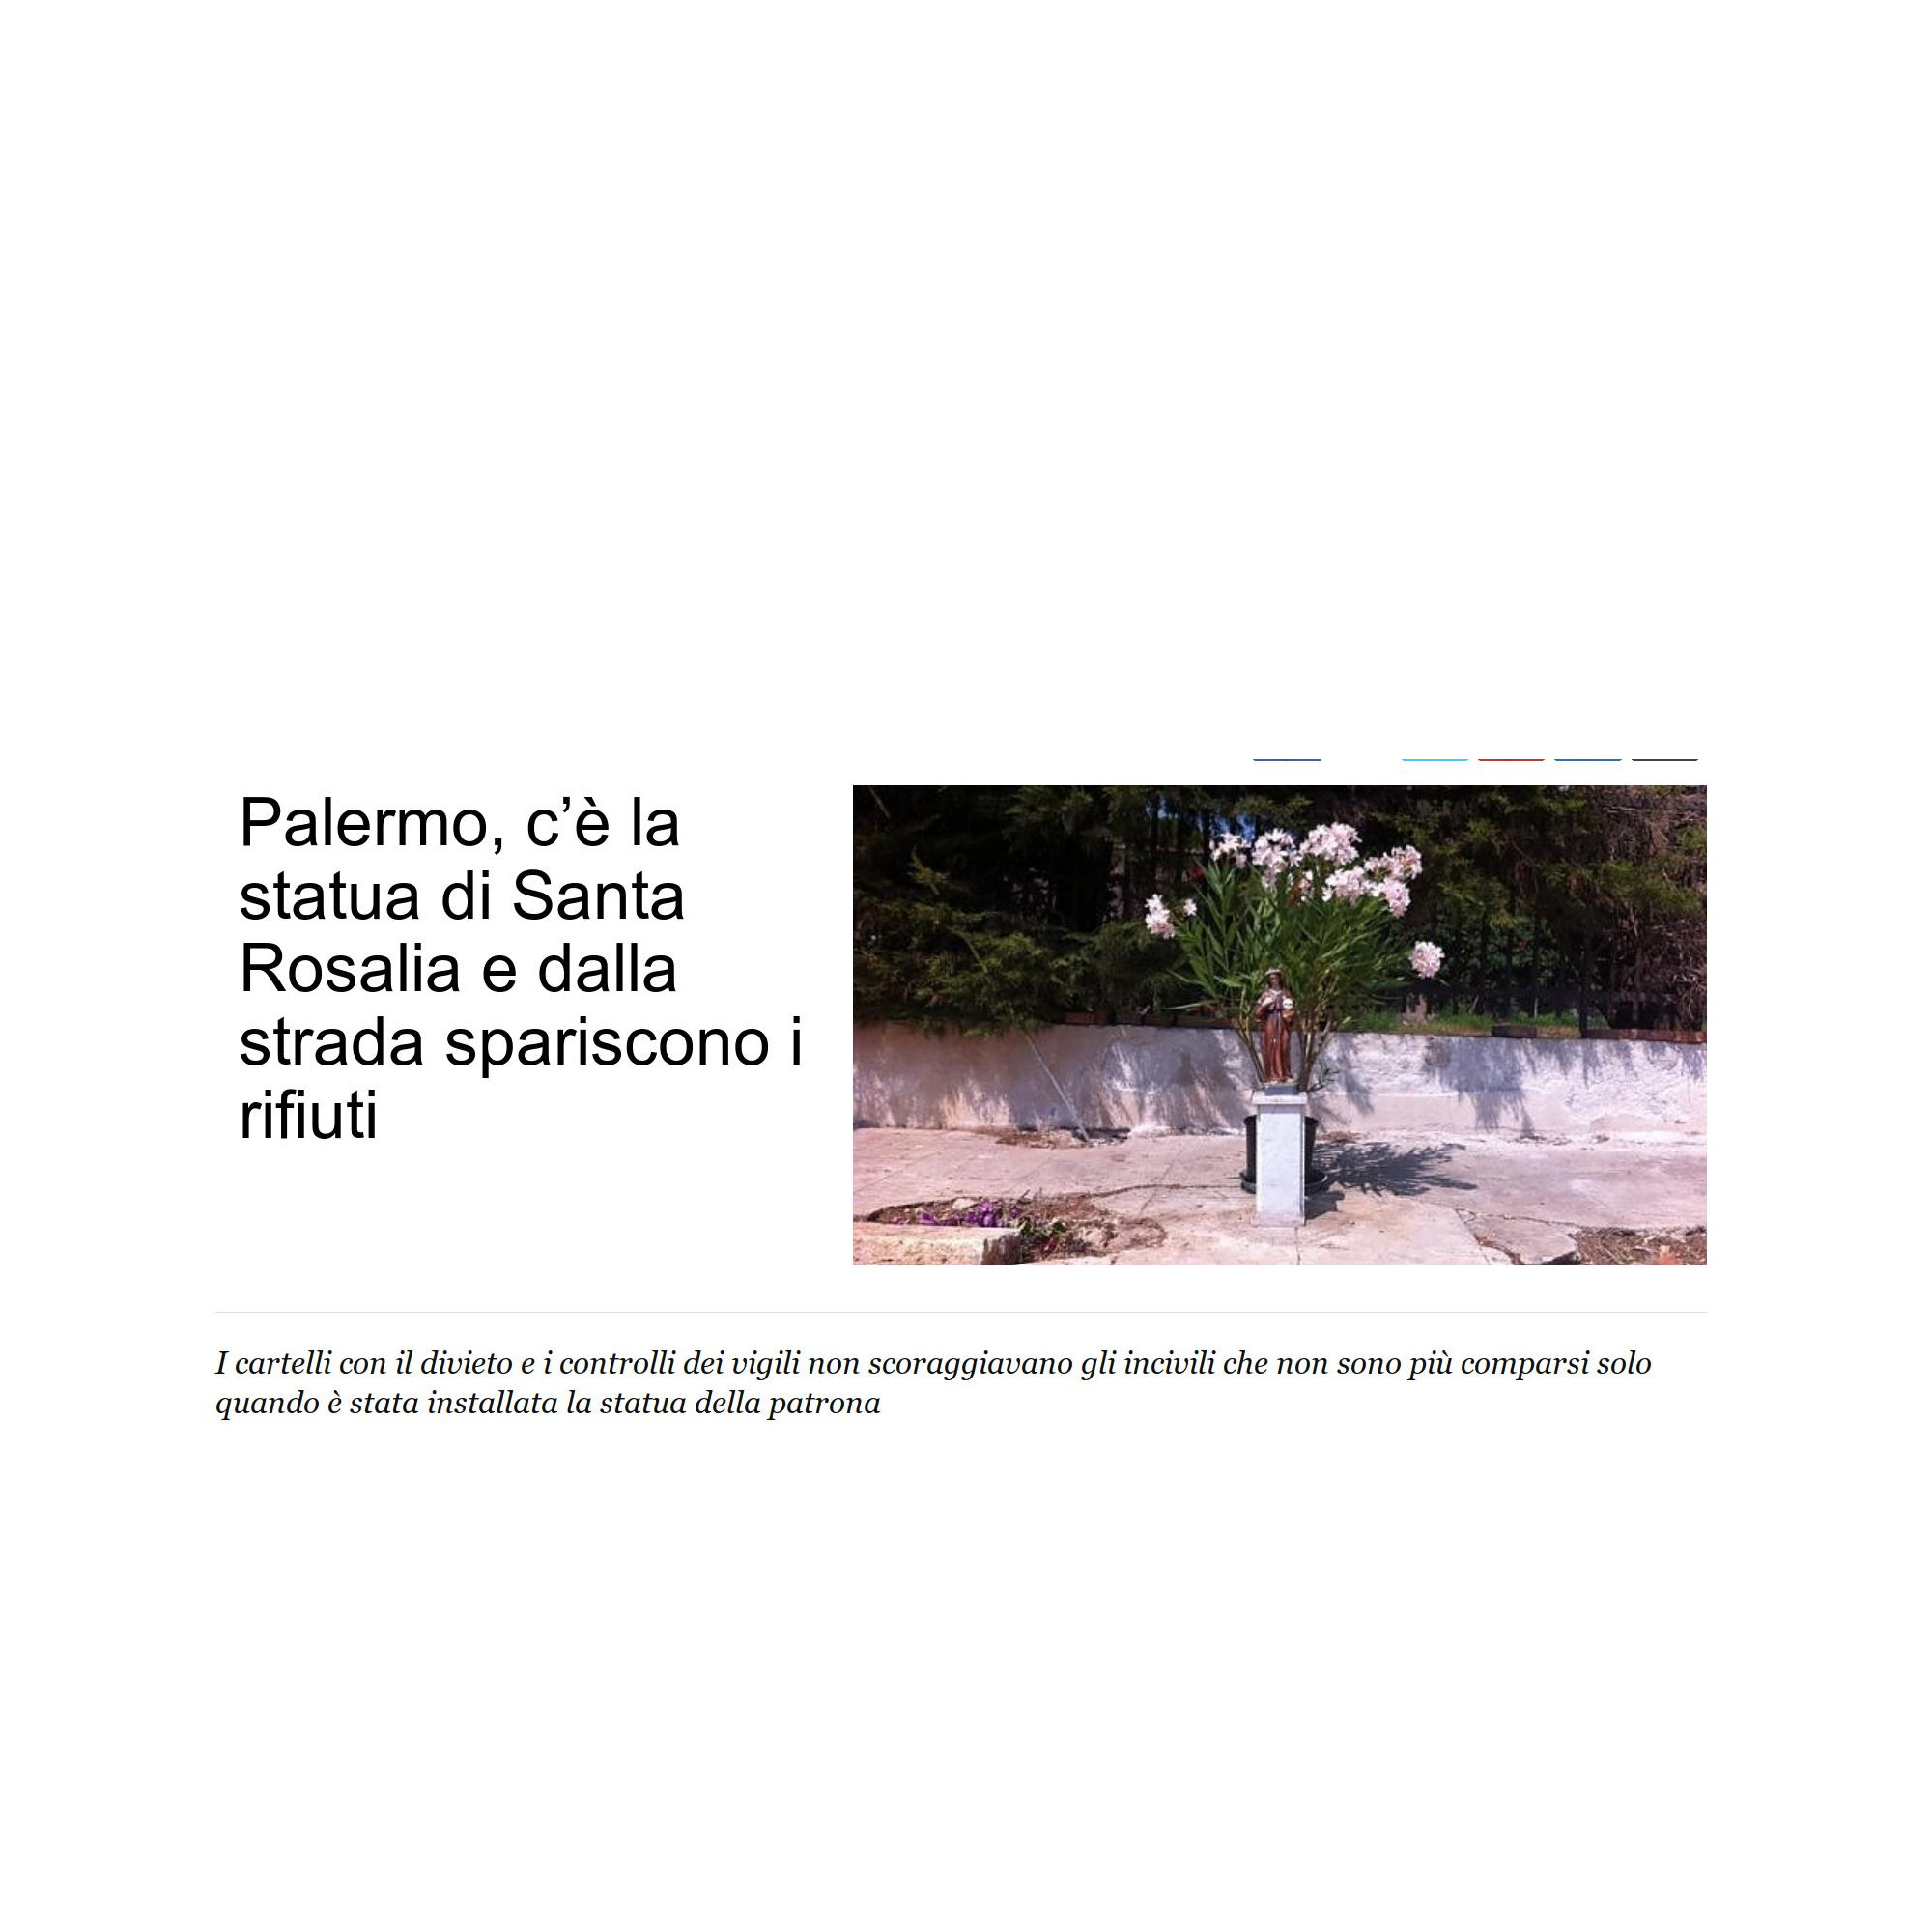 Palermo, c’è la
statua di Santa
Rosalia e dalla
strada spariscono i
rifiuti
I cartelli con il divieto e i controlli dei vigili non scoraggiavano gli incivili che non sono più comparsi solo
quando è stata installata la statua della patrona